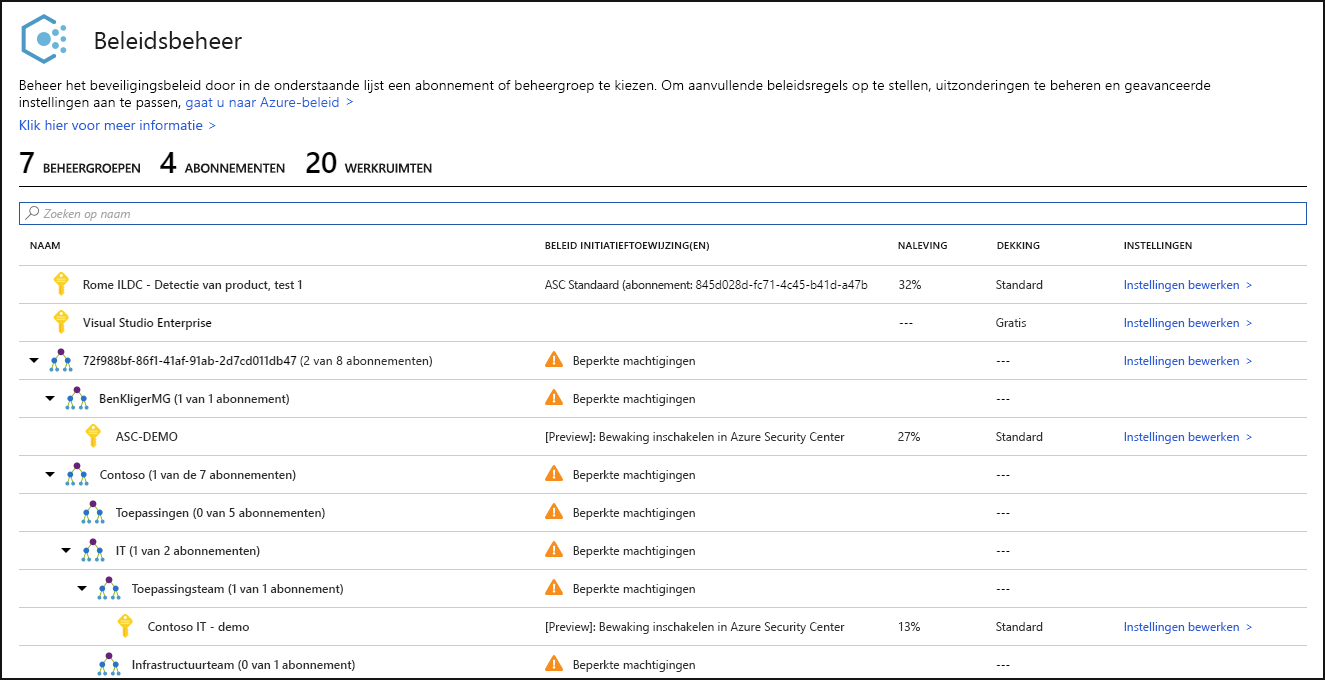 Beleidsbeheer
Beheer het beveiligingsbeleid door in de onderstaande lijst een abonnement of beheergroep te kiezen. Om aanvullende beleidsregels op te stellen, uitzonderingen te beheren en geavanceerde
instellingen aan te passen, gaat u naar Azure-beleid >
Klik hier voor meer informatie >
7 BEHEERGROEPEN 4 ABONNEMENTEN 20 WERKRUIMTEN
Zoeken op naam
NAAM BELEID INITIATIEFTOEWIJZING(EN) NALEVING DEKKING INSTELLINGEN
Rome ILDC - Detectie van product, test 1 ASC Standaard (abonnement: 845d028d-fc71-4c45-b41d-a47b 32% Standard Instellingen bewerken >
Visual Studio Enterprise --- Gratis Instellingen bewerken >
72f988bf-86f1-41af-91ab-2d7cd011db47 (2 van 8 abonnementen) Beperkte machtigingen --- Instellingen bewerken >
BenKligerMG (1 van 1 abonnement) Beperkte machtigingen ---
ASC-DEMO [Preview]: Bewaking inschakelen in Azure Security Center 27% Standard Instellingen bewerken >
Contoso (1 van de 7 abonnementen) Beperkte machtigingen ---
Toepassingen (0 van 5 abonnementen) Beperkte machtigingen ---
IT (1 van 2 abonnementen) Beperkte machtigingen ---
Toepassingsteam (1 van 1 abonnement) Beperkte machtigingen ---
Contoso IT - demo [Preview]: Bewaking inschakelen in Azure Security Center 13% Standard Instellingen bewerken >
Infrastructuurteam (0 van 1 abonnement) Beperkte machtigingen ---